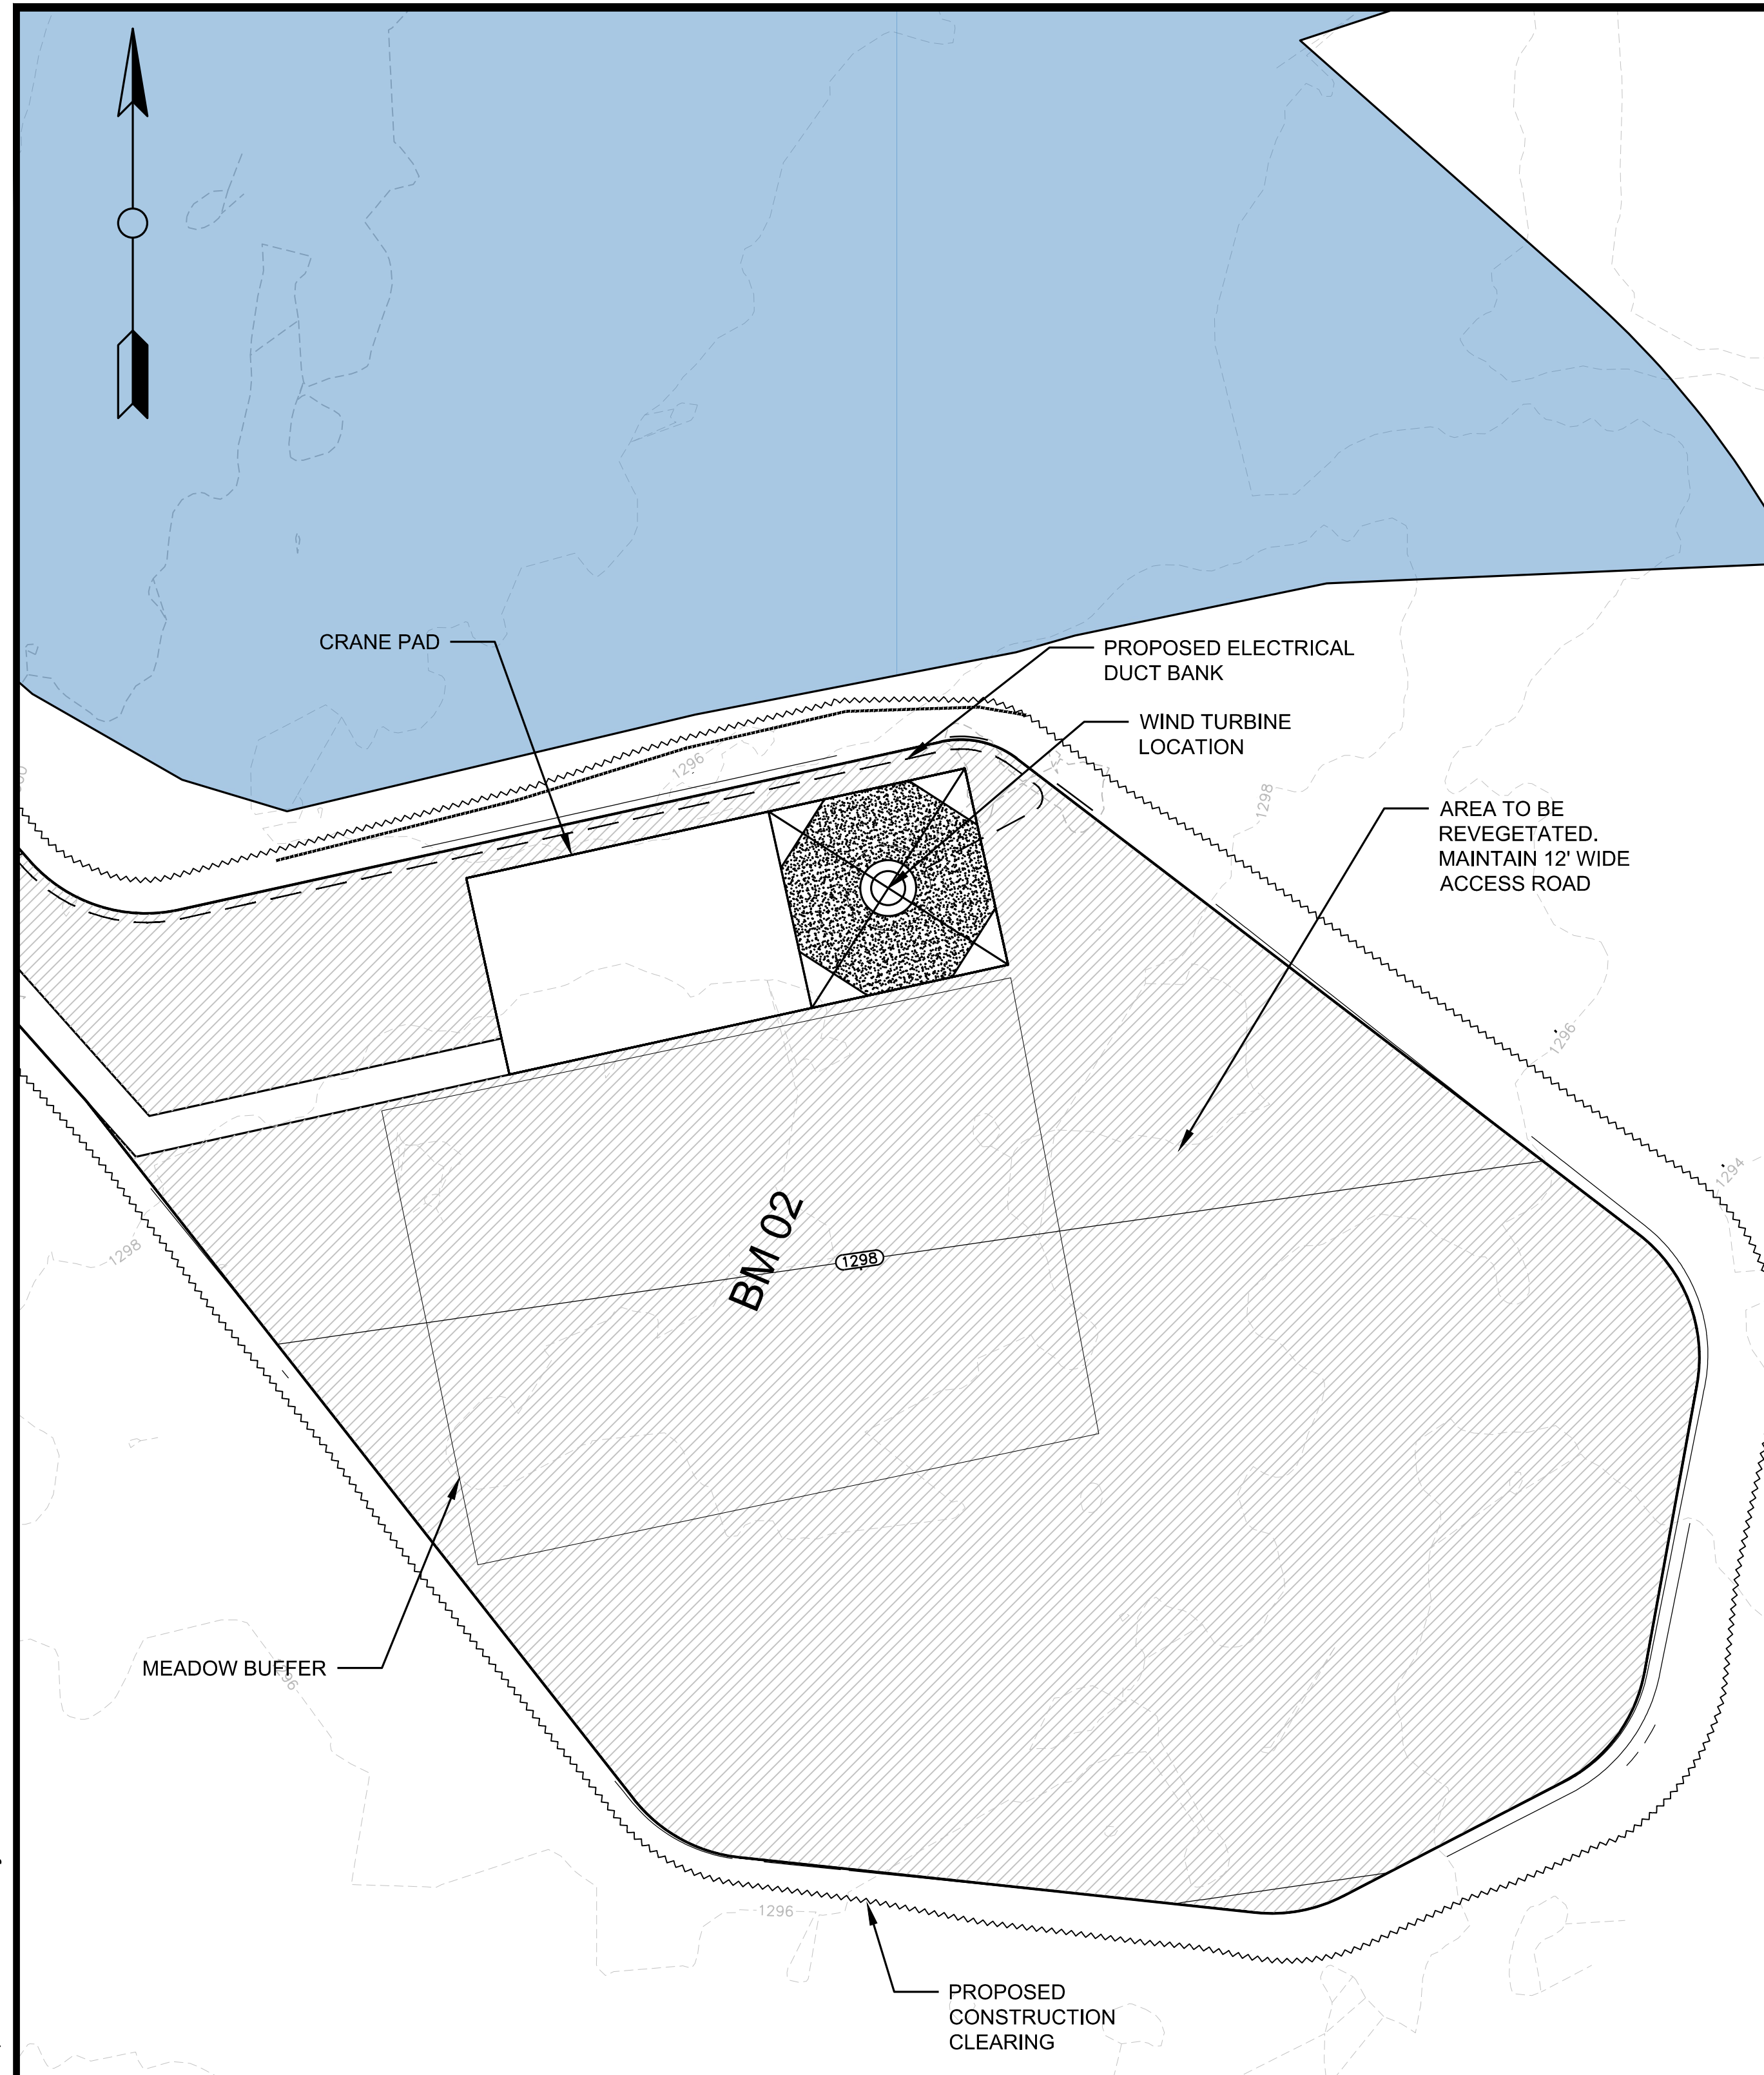 CRANE PAD
PROPOSED ELECTRICAL
DUCT BANK
WIND TURBINE
LOCATION
1296
1298
AREA TO BE
REVEGETATED.
MAINTAIN 12' WIDE
ACCESS ROAD
1296
1294
BM 02
1298
1298
MEADOW BUFFER
1296
PROPOSED
CONSTRUCTION
CLEARING